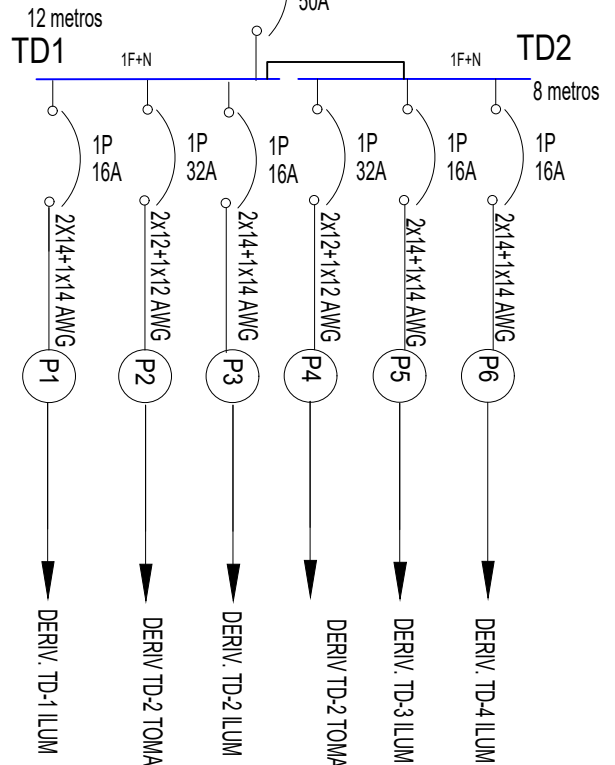 50A
12 metros
TD1
1F+N
1F+N
TD2
8 metros
1P
16A
1P
32A
1P
16A
1P
32A
1P
16A
1P
16A
2X14+1x14 AWG
2x12+1x12 AWG
2x14+1x14 AWG
2x12+1x12 AWG
2x14+1x14 AWG
2x14+1x14 AWG
P1
P2
P3
P4
P5
P6
DERIV. TD-1 ILUM
DERIV TD-2 TOMA
DERIV. TD-2 ILUM
DERIV TD-2 TOMA
DERIV. TD-3 ILUM
DERIV. TD-4 ILUM